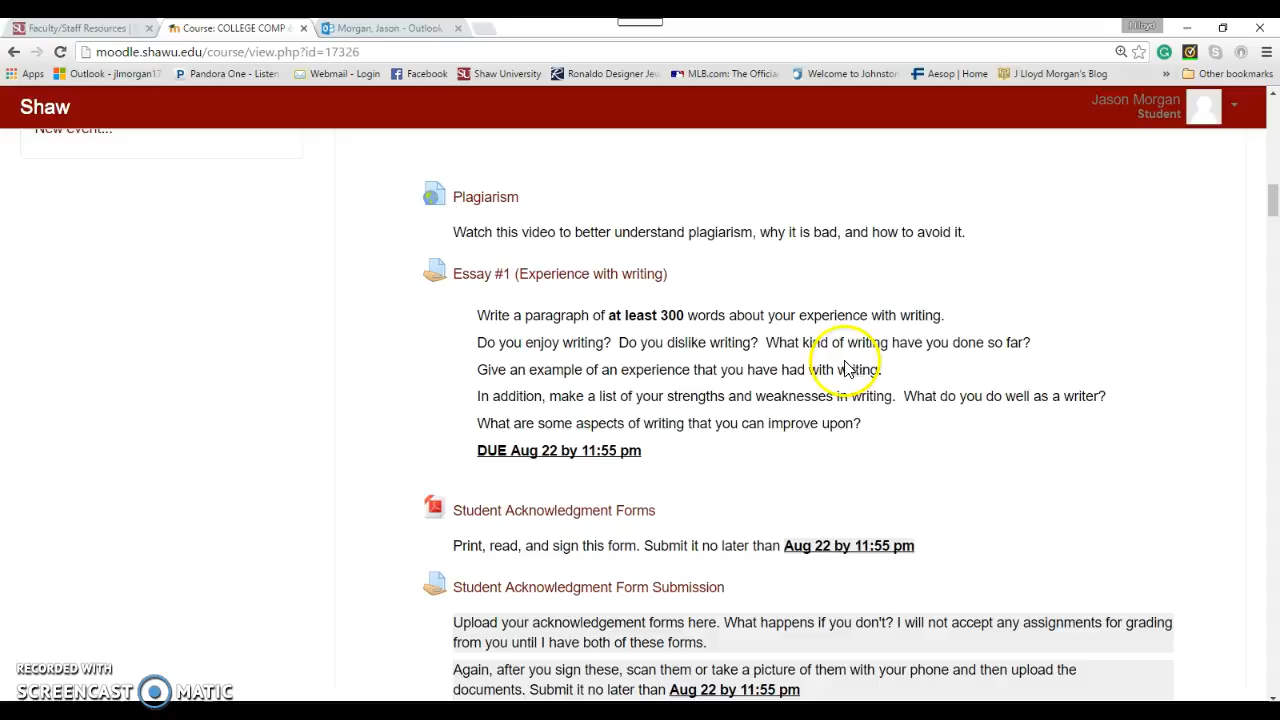 Faculty/Staff Resources
Course: COLLEGE COMP
Morgan, Jason - Outlook
J Lloyd
moodle.shawu.edu/course/view.php?id=17326
Apps
Outlook - jlmorgan17
Pandora One - Listen
Webmail - Login
Facebook
Shaw University
Ronaldo Designer Jew
MLB.com: The Official
Welcome to Johnston
Aesop | Home
J Lloyd Morgan's Blog
»
Other bookmarks
Shaw
Jason Morgan
Student
New event...
Plagiarism
Watch this video to better understand plagiarism, why it is bad, and how to avoid it.
Essay #1 (Experience with writing)
Write a paragraph of at least 300 words about your experience with writing.
Do you enjoy writing? Do you dislike writing? What kind of writing have you done so far?
Give an example of an experience that you have had with writing.
In addition, make a list of your strengths and weaknesses in writing. What do you do well as a writer?
What are some aspects of writing that you can improve upon?
DUE Aug 22 by 11:55 pm
Student Acknowledgment Forms
Print, read, and sign this form. Submit it no later than Aug 22 by 11:55 pm
Student Acknowledgment Form Submission
Upload your acknowledgement forms here. What happens if you don't? I will not accept any assignments for grading
from you until I have both of these forms.
Again, after you sign these, scan them or take a picture of them with your phone and then upload the
documents. Submit it no later than Aug 22 by 11:55 pm
RECORDED WITH
SCREENCAST MATIC